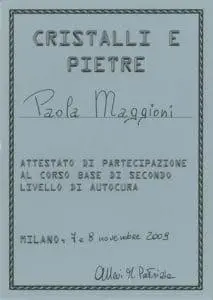 CRISTALLI E
PIETRE
Paola Maggioni
ATTESTATO DI PARTECIPAZIONE
AL CORSO BASE DI SECONDO
LIVELLO DI AUTOCURA
MILANO, 7 e 8 novembre 2009